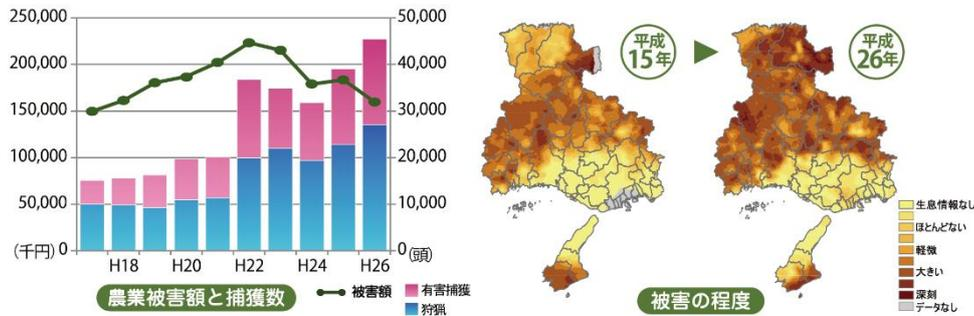 250,000
200,000
150,000
100,000
50,000
（千円）0
50,000
40,000
30,000
20,000
10,000
0（頭）
H18 H20 H22 H24 H26
農業被害額と捕獲数
被害額
有害捕獲
狩猟
平成
15年
平成
26年
生息情報なし
ほとんどない
軽微
大きい
深刻
データなし
被害の程度